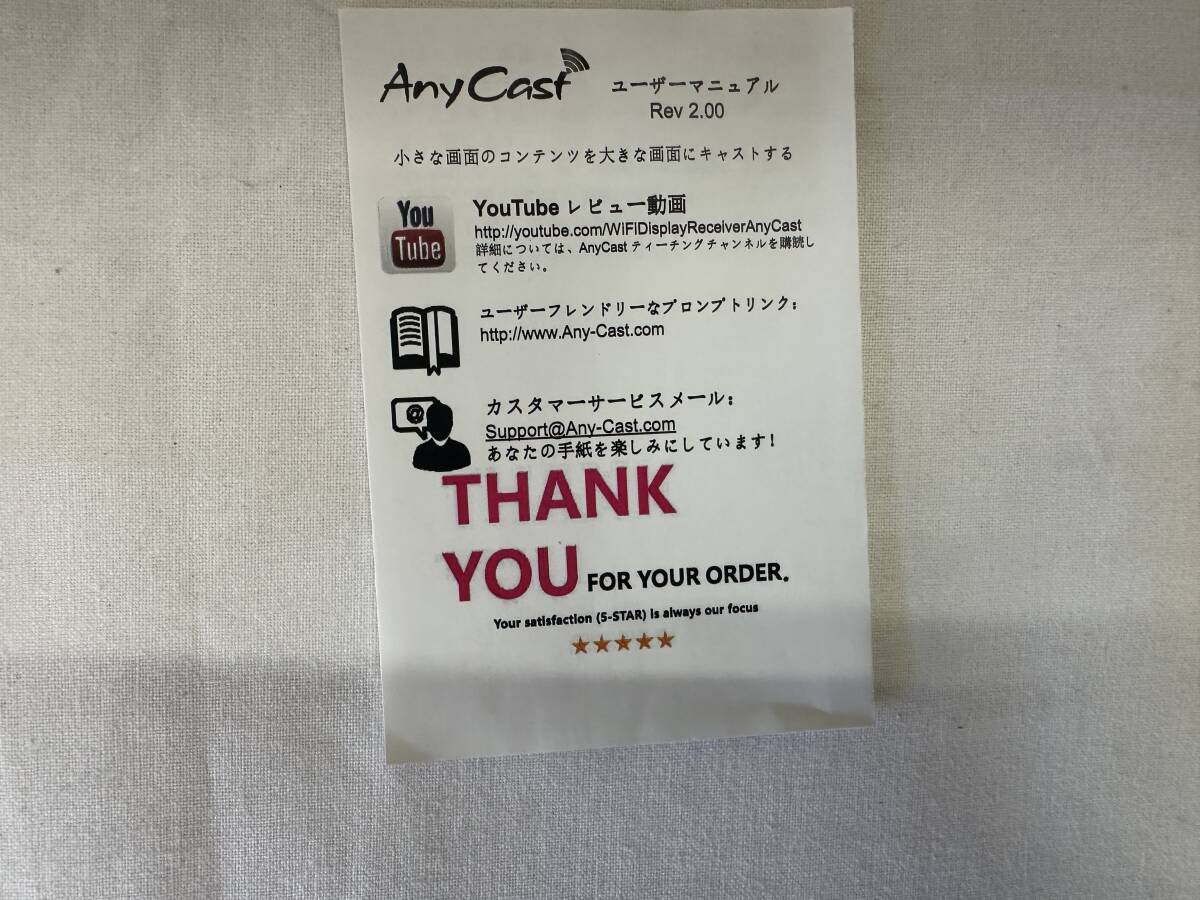 AnyCast
ユーザーマニュアル
Rev 2.00
小さな画面のコンテンツを大きな画面にキャストする
You
Tube
YouTube レビュー動画
http://youtube.com/WIFIDisplayReceiverAnyCast
詳細については、AnyCast ティーチングチャンネルを購読し
てください。
ユーザーフレンドリーなプロンプトリンク:
http://www.Any-Cast.com
@
カスタマーサービスメール:
Support@Any-Cast.com
あなたの手紙を楽しみにしています!
THANK
YOU FOR YOUR ORDER.
Your satisfaction (5-STAR) is always our focus